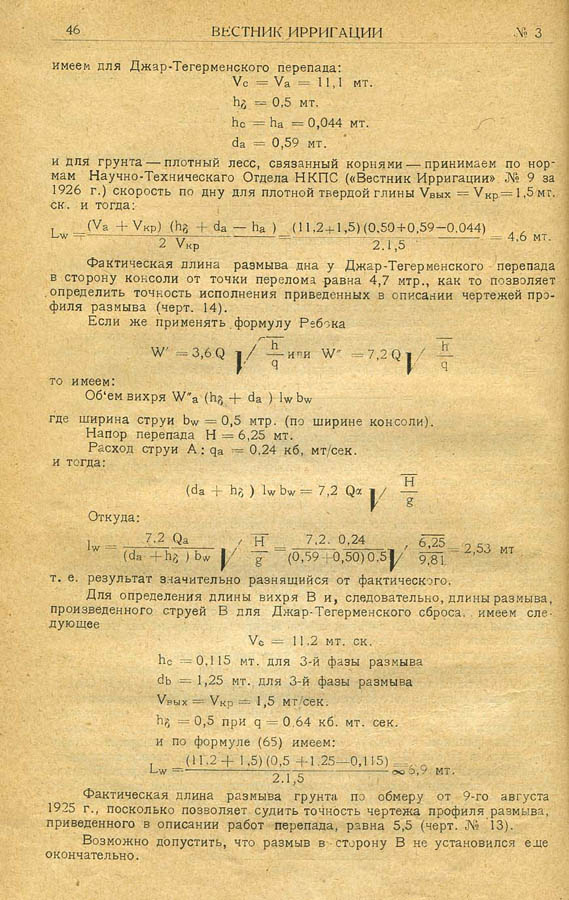 46 ВЕСТНИК ИРРИГАЦИИ № 3
имеем для Джар-Тегерменского перепада:
Vc = Va = 11,1 мт.
hб = 0,5 мт.
hc = ha = 0,044 мт.
da = 0,59 мт.
и для грунта — плотный лесс, связанный корнями — принимаем по нор-
мам Научно-Техническаго Отдела НКПС («Вестник Ирригации» № 9 за
1926 г.) скорость по дну для плотной твердой глины Vвых = Vкр = 1,5 мт.
ск. и тогда:
Lw = (Va + Vкр) (hб + da — ha) / 2 Vкр = (11.2+1,5)(0,50+0,59—0.044) / 2.1,5 = 4,6 мт.
Фактическая длина размыва дна у Джар-Тегерменского перепада
в сторону консоли от точки перелома равна 4,7 мтр., как то позволяет
определить точность исполнения приведенных в описании чертежей про-
филя размыва (черт. 14).
Если же применять формулу Ребока
W' = 3,6 Q √ h / q или W" = 7,2 Q √ h / q
то имеем:
Об'ем вихря W"a (hб + da ) lw bw
где ширина струи bw = 0,5 мтр. (по ширине консоли).
Напор перепада H = 6,25 мт.
Расход струи А: qa = 0.24 кб, мт/сек.
и тогда:
(da + hб ) lw bw = 7,2 Qa √ H / g
Откуда:
lw = 7.2 Qa / (da + hб ) bw √ H / g = 7,2. 0,24 / (0,59 +0,50) 0,5 √ 6,25 / 9,81 = 2,53 мт
т. е. результат значительно разнящийся от фактического.
Для определения длины вихря В и, следовательно, длины размыва,
произведенного струей В для Джар-Тегерменского сброса. имеем сле-
дующее
Vc = 11.2 мт. ск.
hc = 0,115 мт. для 3-й фазы размыва
db = 1,25 мт. для 3-й фазы размыва
Vвых = Vкр = 1,5 мт/сек.
hб = 0,5 при q = 0.64 кб. мт. сек.
и по формуле (65) имеем:
Lw = (11.2 + 1,5) (0,5 + 1.25—0,115) / 2.1,5 = ∞ 6,9 мт.
Фактическая длина размыва грунта по обмеру от 9-го августа
1925 г., посколько позволяет судить точность чертежа профиля размыва,
приведенного в описании работ перепада, равна 5,5 (черт. № 13).
Возможно допустить, что размыв в сторону В не установился еще
окончательно.